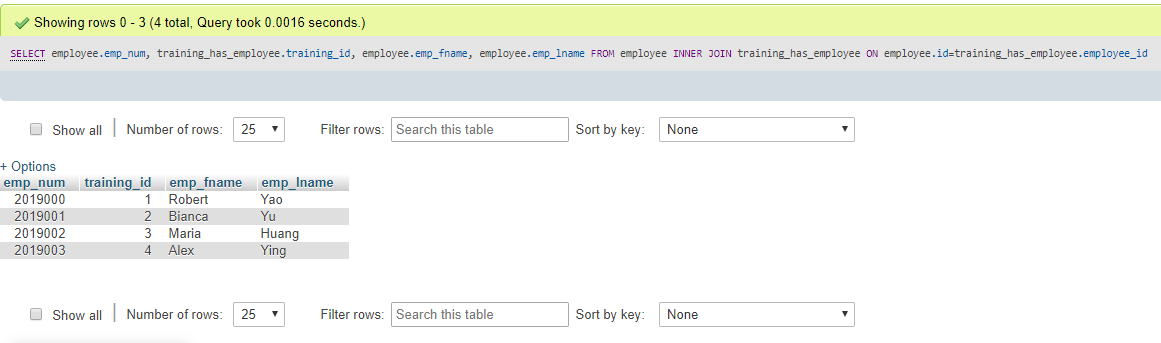 Showing rows 0 - 3 (4 total, Query took 0.0016 seconds.)
SELECT employee.emp_num, training_has_employee.training_id, employee.emp_fname, employee.emp_lname FROM employee INNER JOIN training_has_employee ON employee.id=training_has_employee.employee_id
Show all Number of rows: 25 Filter rows: Search this table Sort by key: None
+ Options
emp_num training_id emp_fname emp_lname
2019000 1 Robert Yao
2019001 2 Bianca Yu
2019002 3 Maria Huang
2019003 4 Alex Ying
Show all Number of rows: 25 Filter rows: Search this table Sort by key: None